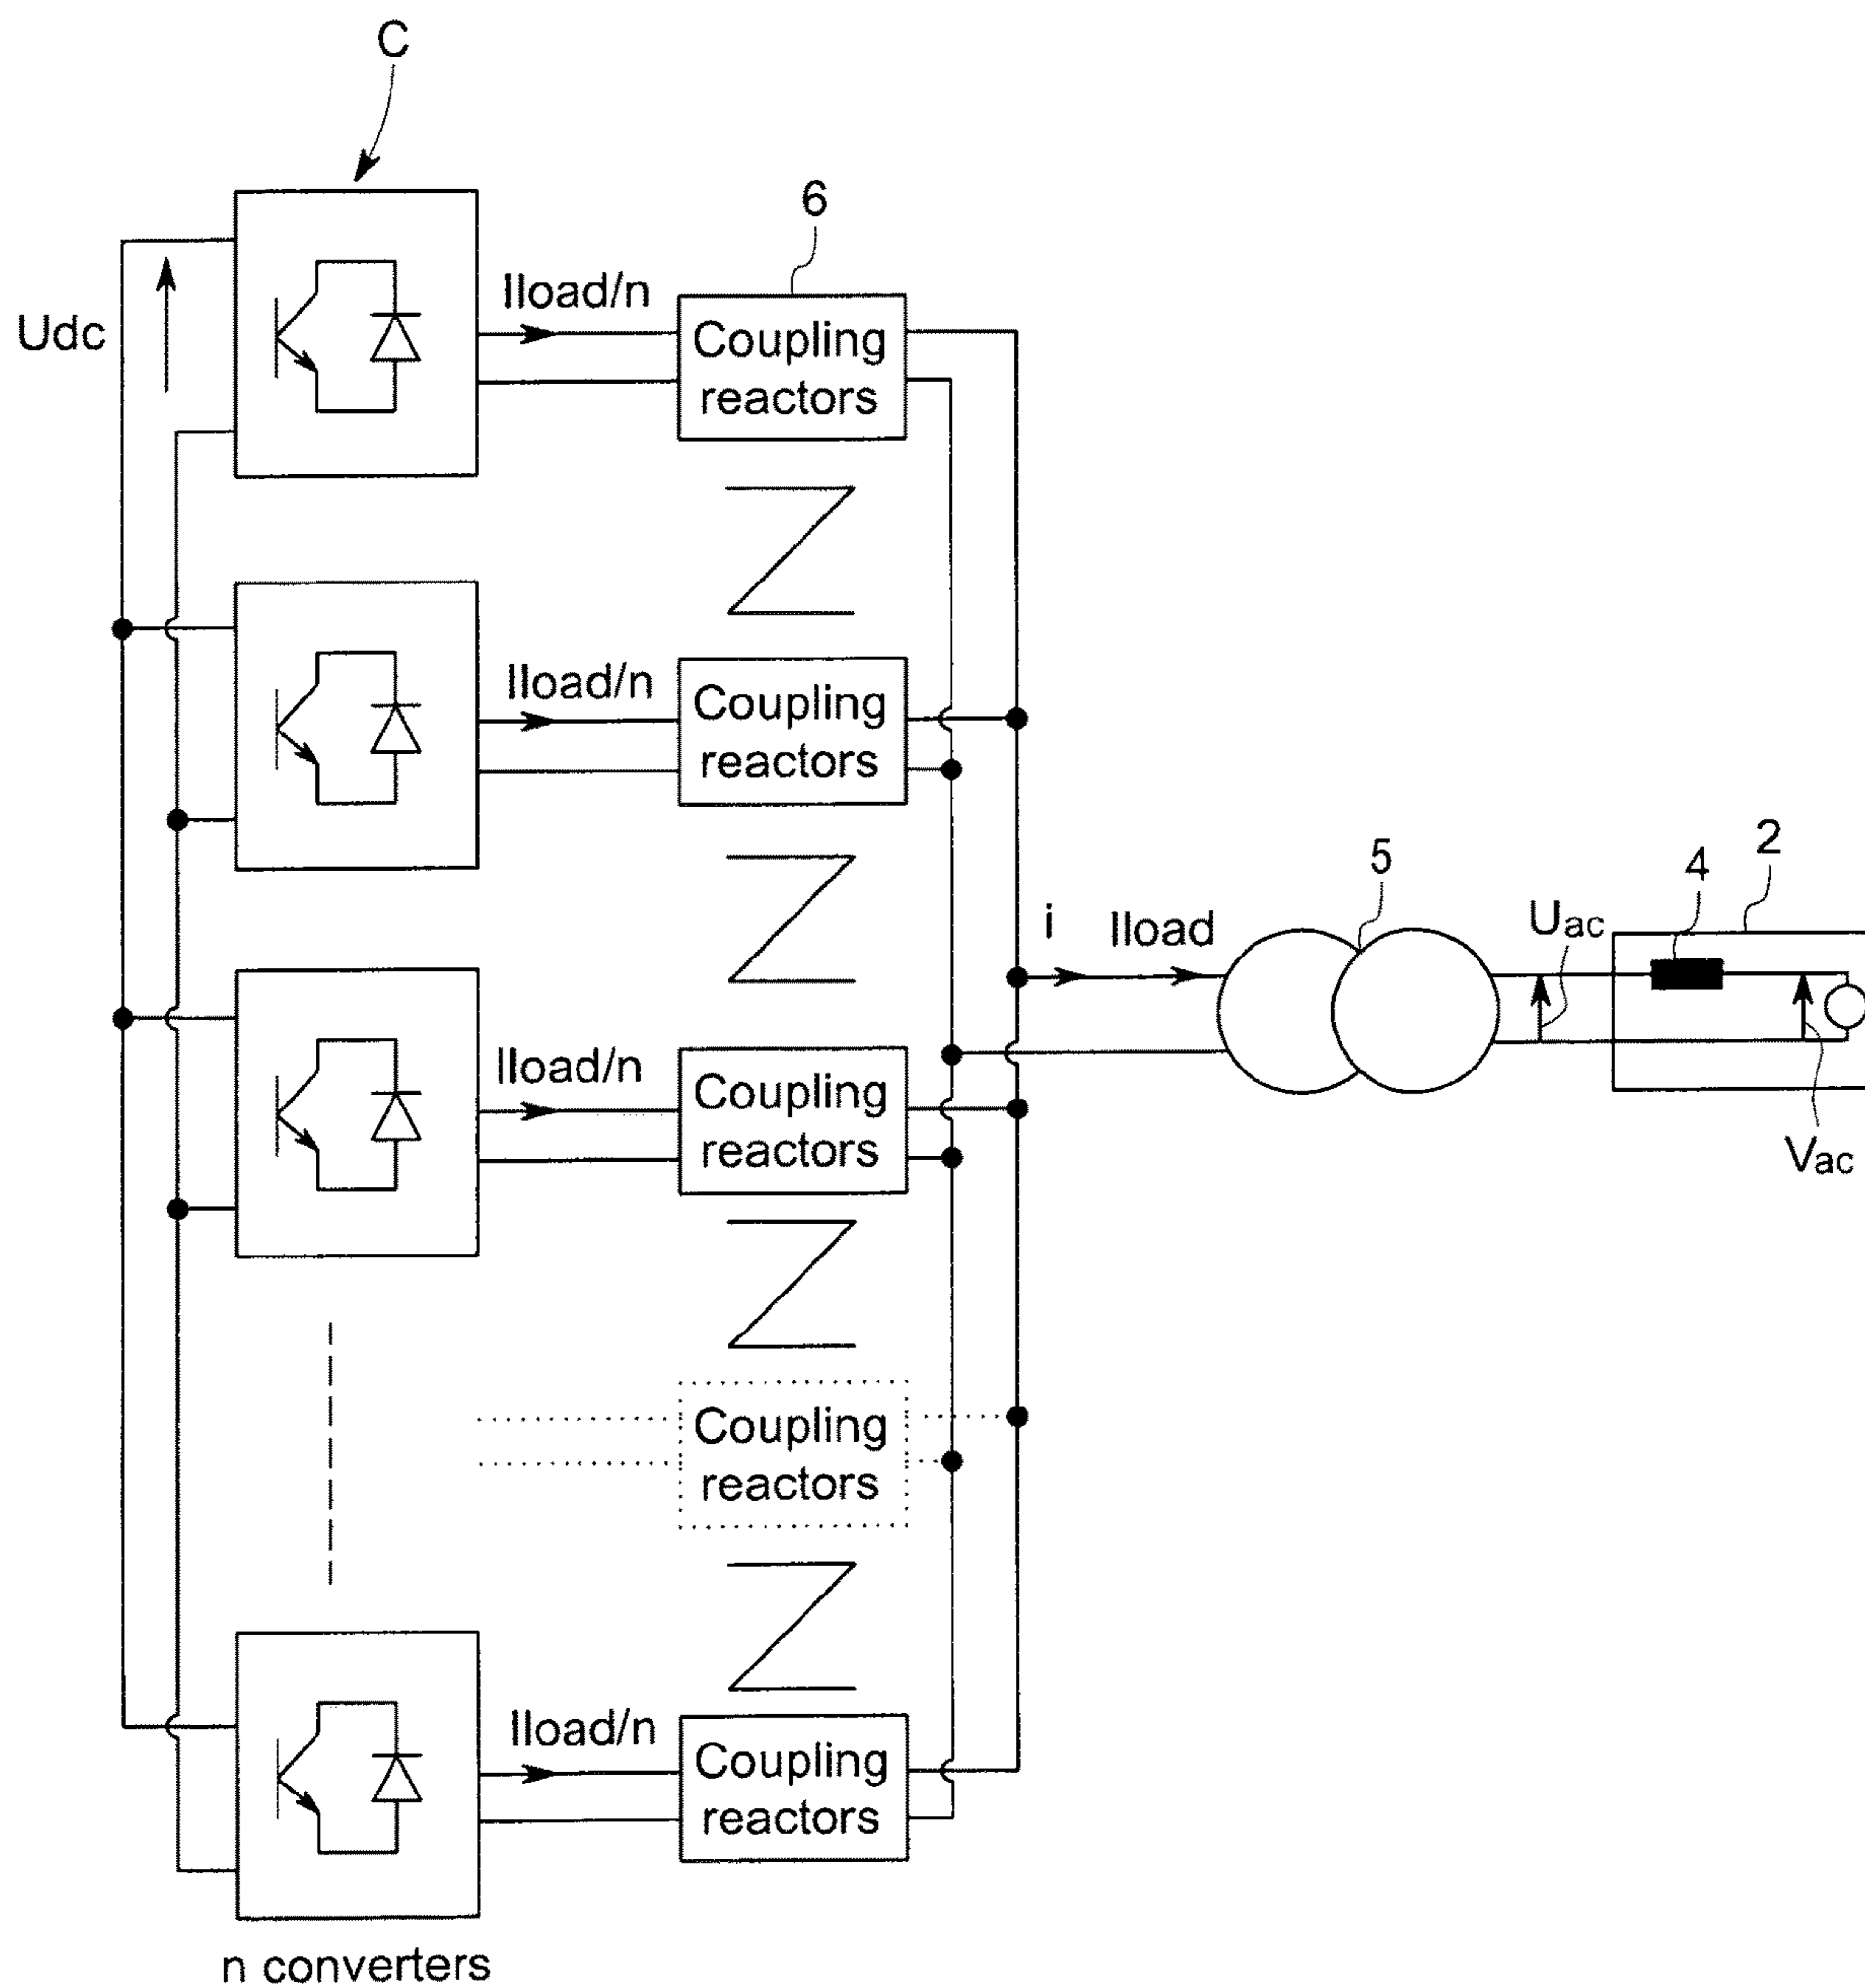 C
6
Udc
Iload/n
Coupling
reactors
Iload/n
Coupling
reactors
5
4
2
i
Iload
Uac
Iload/n
Coupling
reactors
Vac
Coupling
reactors
Iload/n
Coupling
reactors
n converters